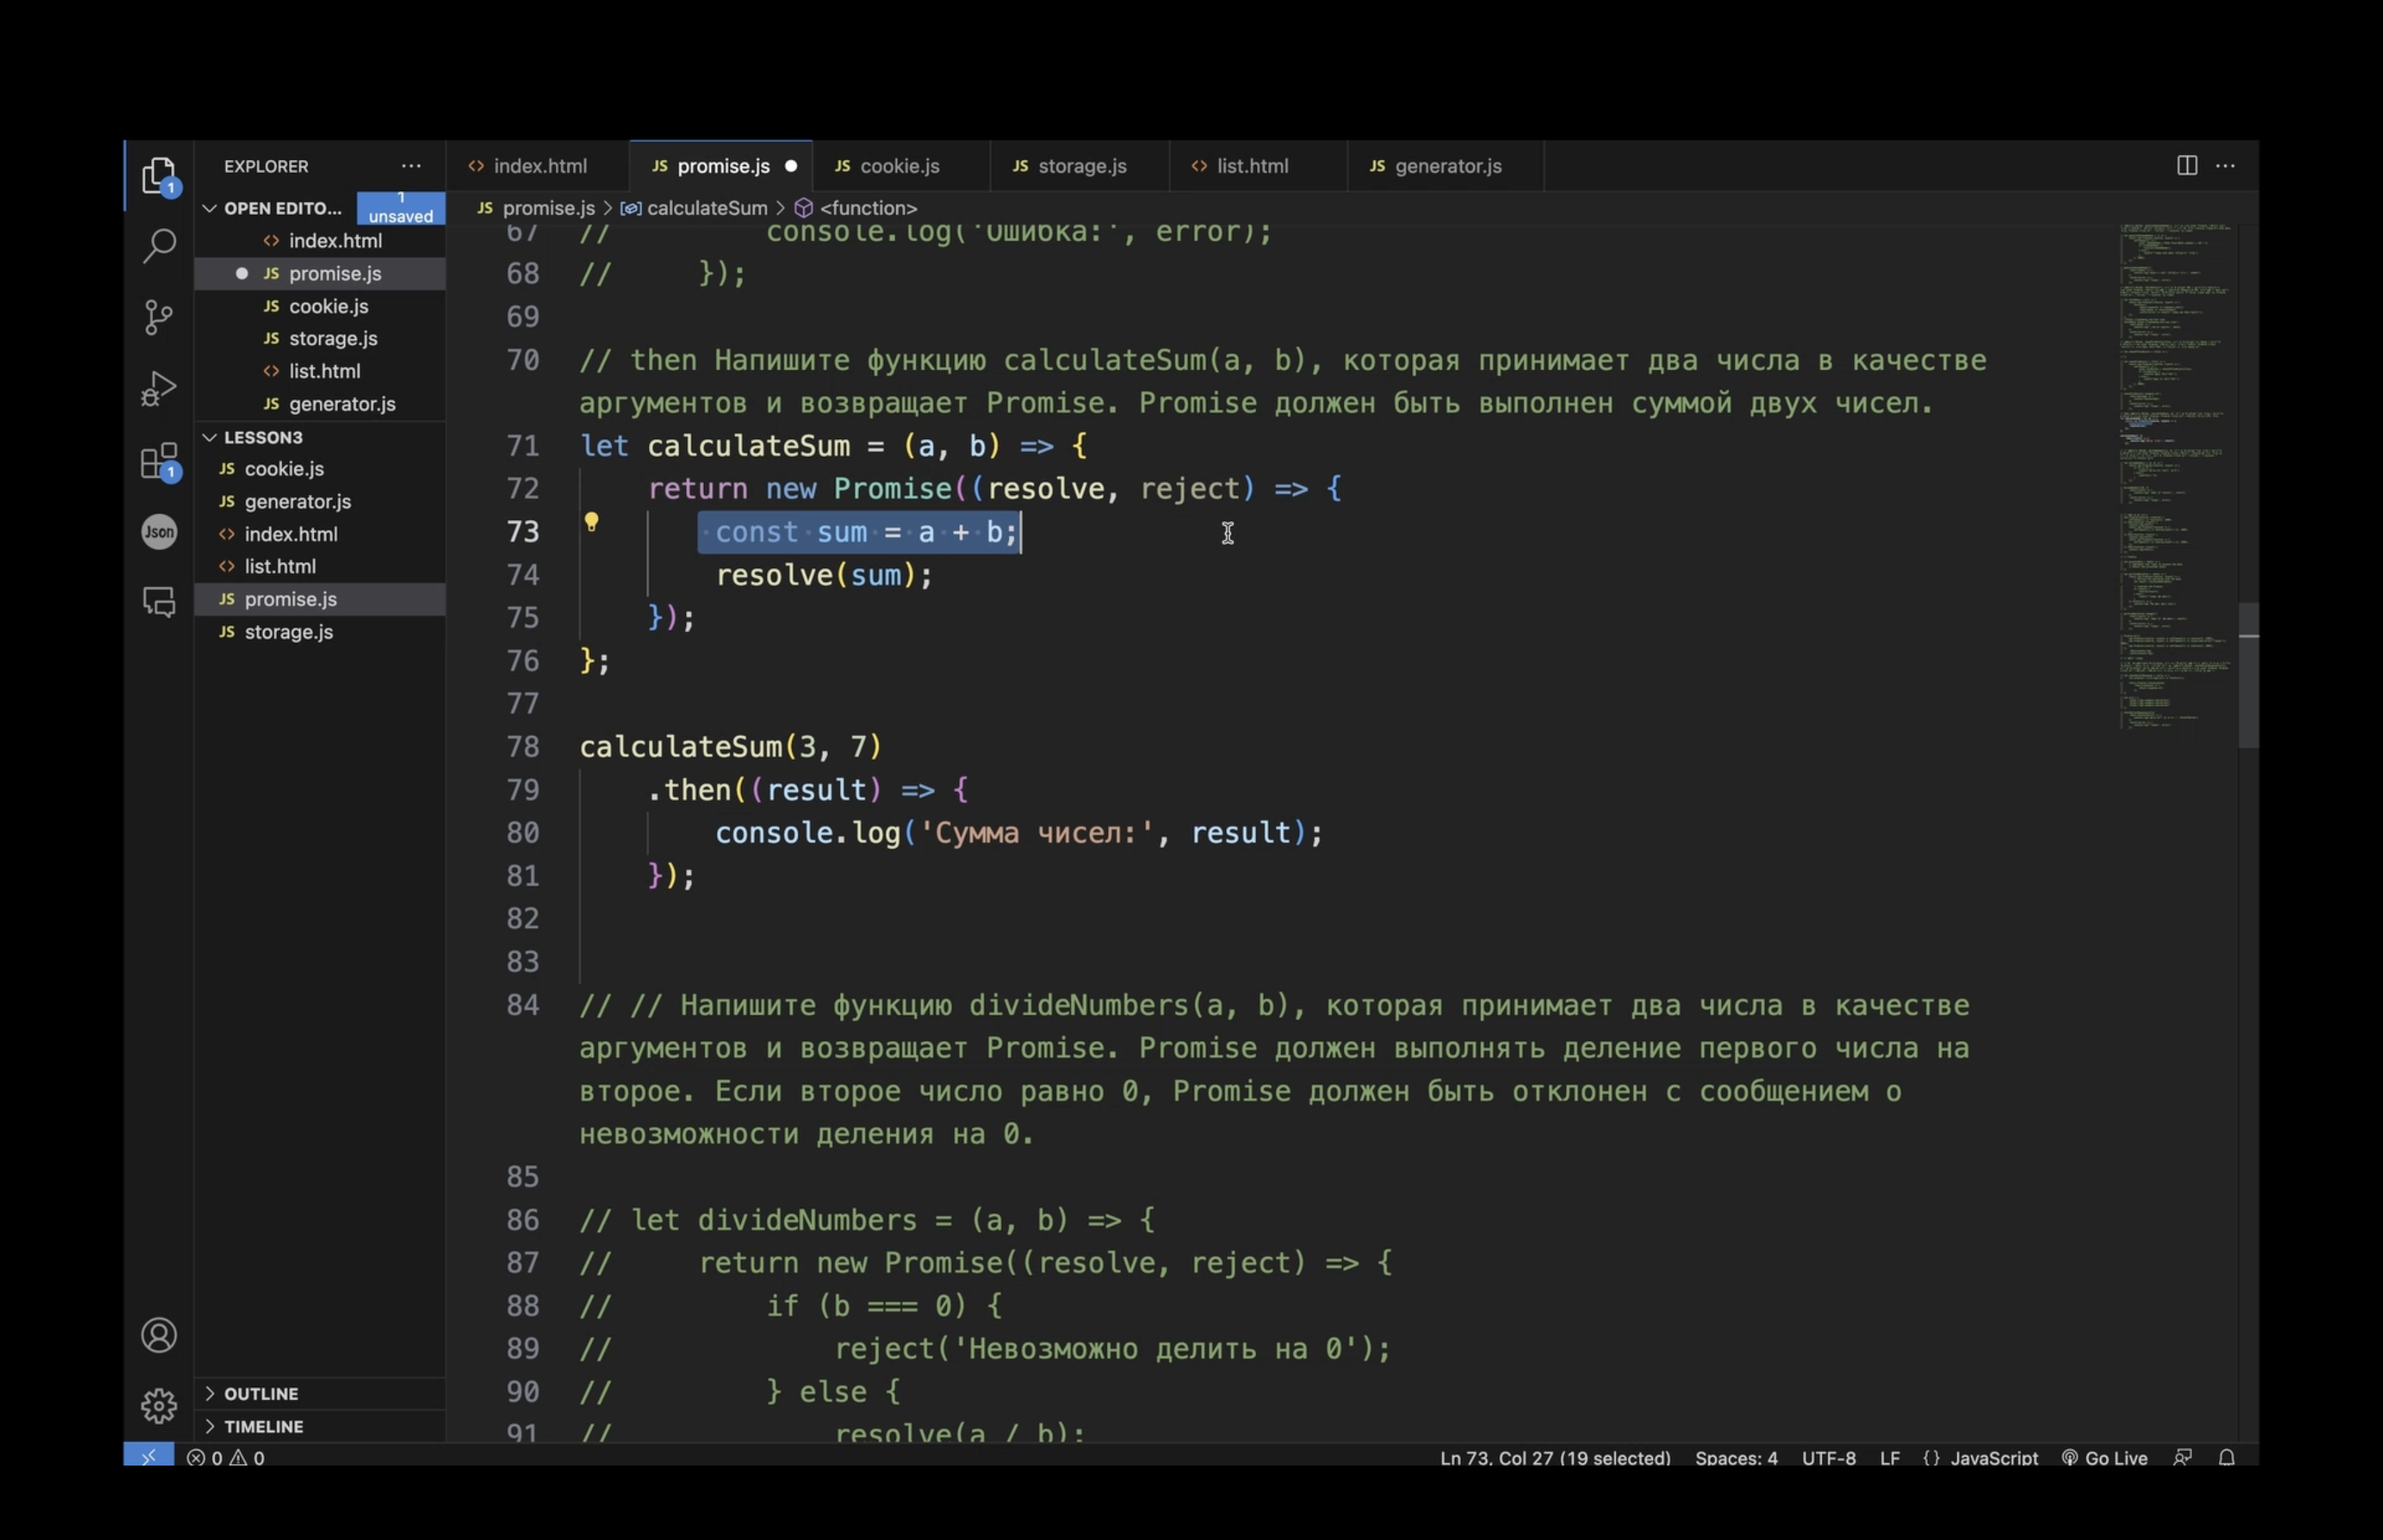 EXPLORER
OPEN EDITO...
1 unsaved
index.html
promise.js
cookie.js
storage.js
list.html
generator.js
LESSON3
cookie.js
generator.js
index.html
list.html
promise.js
storage.js
OUTLINE
TIMELINE
1
1
Json
index.html
JS promise.js
JS cookie.js
JS storage.js
list.html
JS generator.js
JS promise.js > calculateSum > <function>
67 // console.log('Ошибка:', error);
68 // });
69
70 // then Напишите функцию calculateSum(a, b), которая принимает два числа в качестве
аргументов и возвращает Promise. Promise должен быть выполнен суммой двух чисел.
71 let calculateSum = (a, b) => {
72 return new Promise((resolve, reject) => {
73 const sum = a + b;
74 resolve(sum);
75 });
76 };
77
78 calculateSum(3, 7)
79 .then((result) => {
80 console.log('Сумма чисел:', result);
81 });
82
83
84 // // Напишите функцию divideNumbers(a, b), которая принимает два числа в качестве
аргументов и возвращает Promise. Promise должен выполнять деление первого числа на
второе. Если второе число равно 0, Promise должен быть отклонен с сообщением о
невозможности деления на 0.
85
86 // let divideNumbers = (a, b) => {
87 // return new Promise((resolve, reject) => {
88 // if (b === 0) {
89 // reject('Невозможно делить на 0');
90 // } else {
91 // resolve(a / b);
0 0
Ln 73, Col 27 (19 selected) Spaces: 4 UTF-8 LF {} JavaScript Go Live